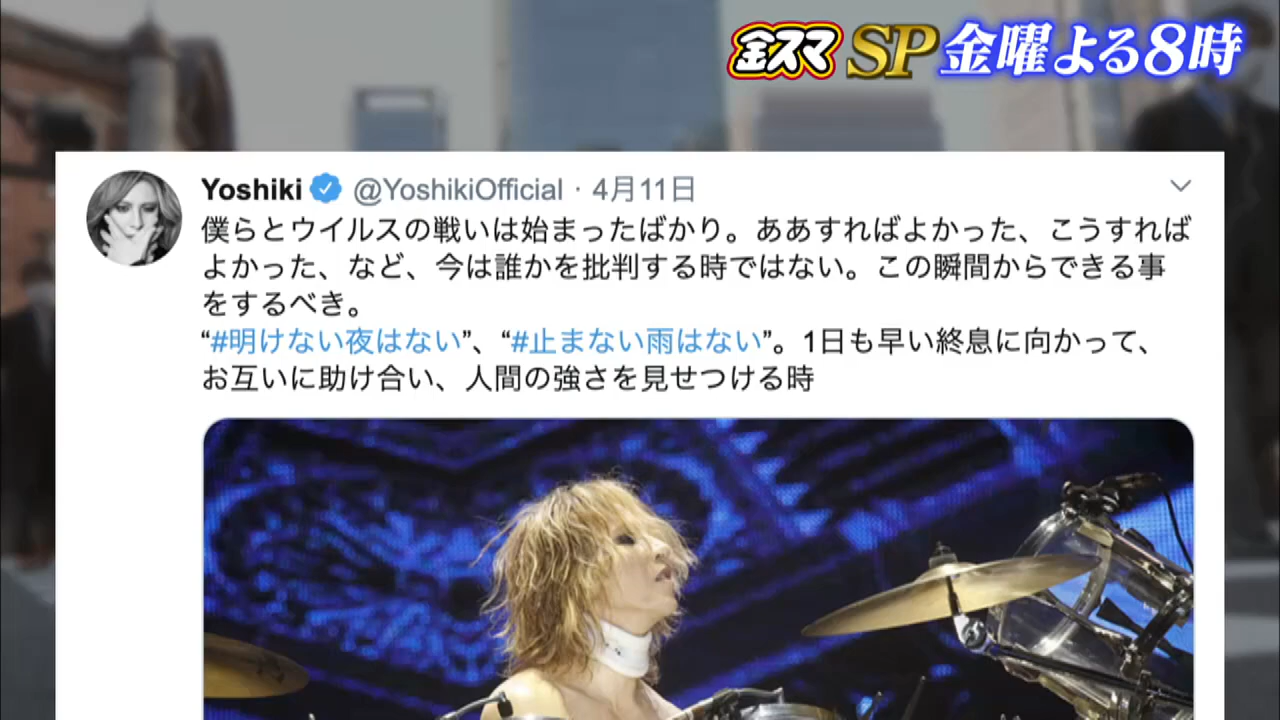 金スマ SP 金曜よる8時
Yoshiki @YoshikiOfficial · 4月11日
僕らとウイルスの戦いは始まったばかり。ああすればよかった、こうすれば
よかった、など、今は誰かを批判する時ではない。この瞬間からできる事
をするべき。
“#明けない夜はない”、“#止まない雨はない”。1日も早い終息に向かって、
お互いに助け合い、人間の強さを見せつける時